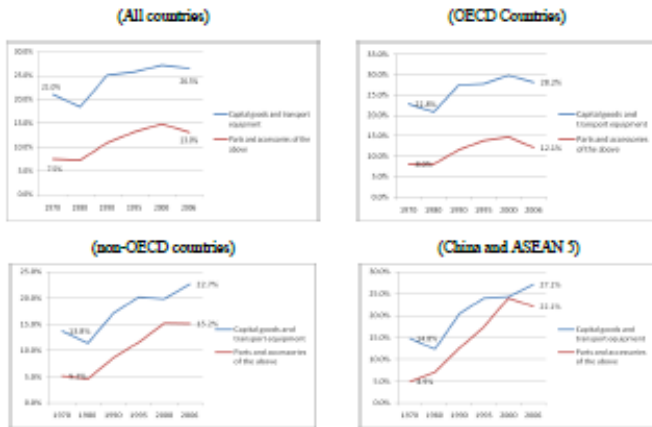 (All countries)
30.0%
25.0%
20.0%
15.0%
10.0%
5.0%
0.0%
21.0%
26.5%
7.5%
1970 1980 1990 1995 2000 2006
Capital goods and transport
equipment
Parts and accessories of the
above
(OECD Countries)
35.0%
30.0%
25.0%
20.0%
15.0%
10.0%
5.0%
0.0%
28.2%
12.1%
1970 1980 1990 1995 2000 2006
Capital goods and
transport equipment
Parts and accessories of
the above
(non-OECD countries)
25.0%
20.0%
15.0%
10.0%
5.0%
0.0%
13.8%
22.7%
15.2%
1970 1980 1990 1995 2000 2006
Capital goods and
transport equipment
Parts and accessories
of the above
(China and ASEAN 5)
30.0%
25.0%
20.0%
15.0%
10.0%
5.0%
0.0%
27.1%
22.1%
1970 1980 1990 1995 2000 2006
Capital goods and
transport equipment
Parts and accessories
of the above